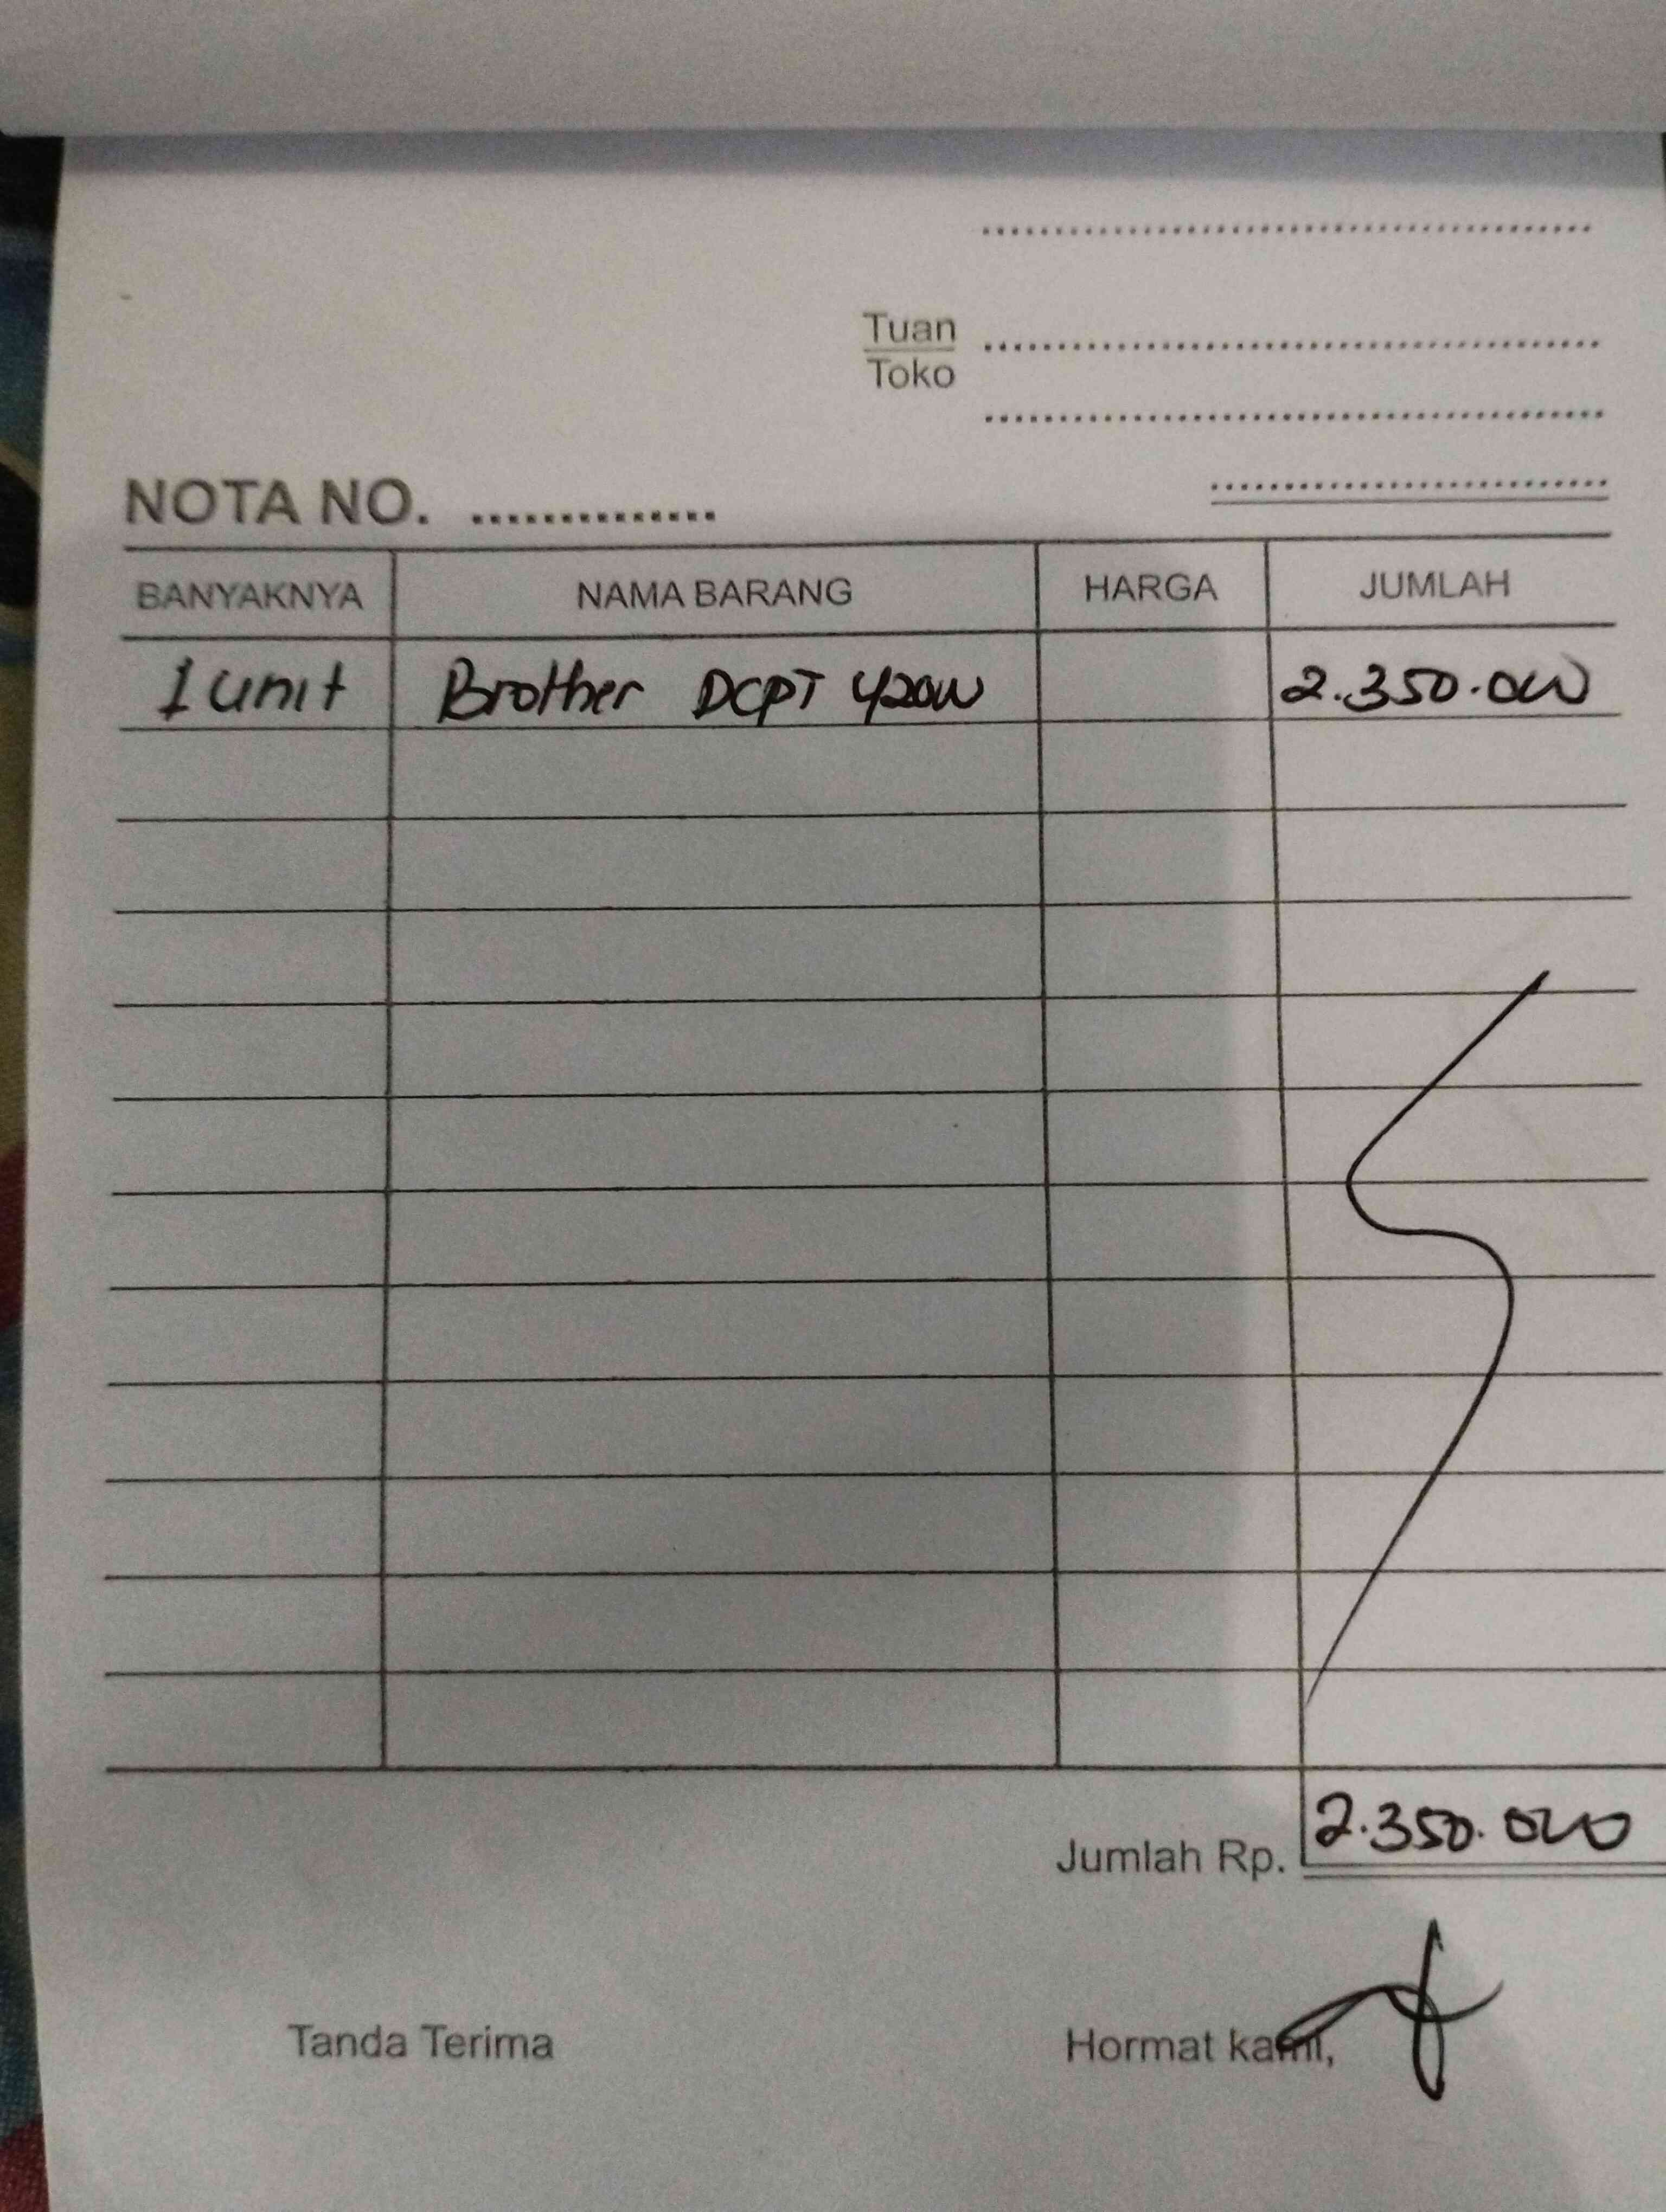 Tuan
Toko
NOTA NO. ..............
BANYAKNYA NAMA BARANG HARGA JUMLAH
1 unit Brother DCPT 420W 2.350.000
Jumlah Rp. 2.350.000
Tanda Terima Hormat kami,